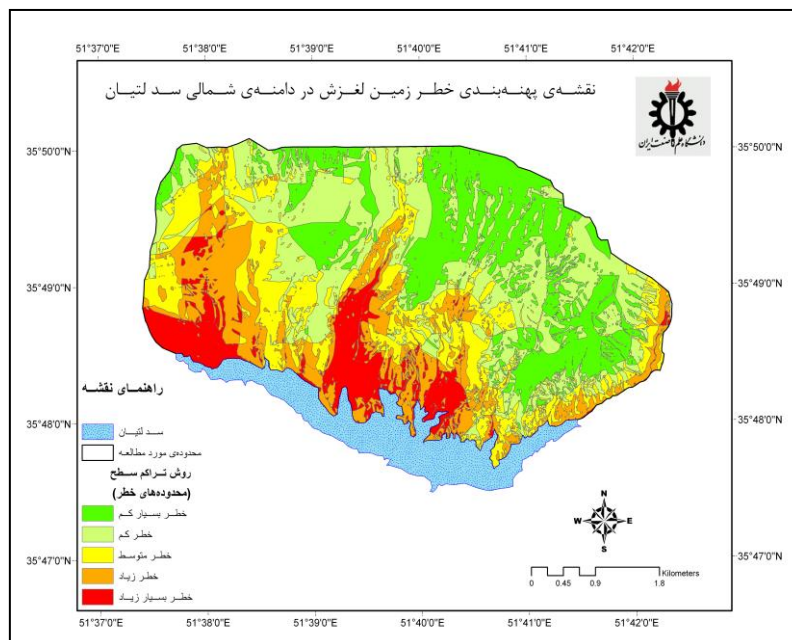 51°37'0"E 51°38'0"E 51°39'0"E 51°40'0"E 51°41'0"E 51°42'0"E
نقشه‌ی پهنه‌بندی خطر زمین لغزش در دامنه‌ی شمالی سد لتیان
دانشگاه علم و صنعت ایران
35°50'0"N 35°50'0"N
35°49'0"N 35°49'0"N
راهنمای نقشه
35°48'0"N 35°48'0"N
سد لتیان
محدوده‌ی مورد مطالعه
روش تراکم سطح
(محدوده‌های خطر)
خطر بسیار کم
خطر کم
خطر متوسط
خطر زیاد
خطر بسیار زیاد
N
W E
S
35°47'0"N 35°47'0"N
Kilometers
0 0.45 0.9 1.8
51°37'0"E 51°38'0"E 51°39'0"E 51°40'0"E 51°41'0"E 51°42'0"E